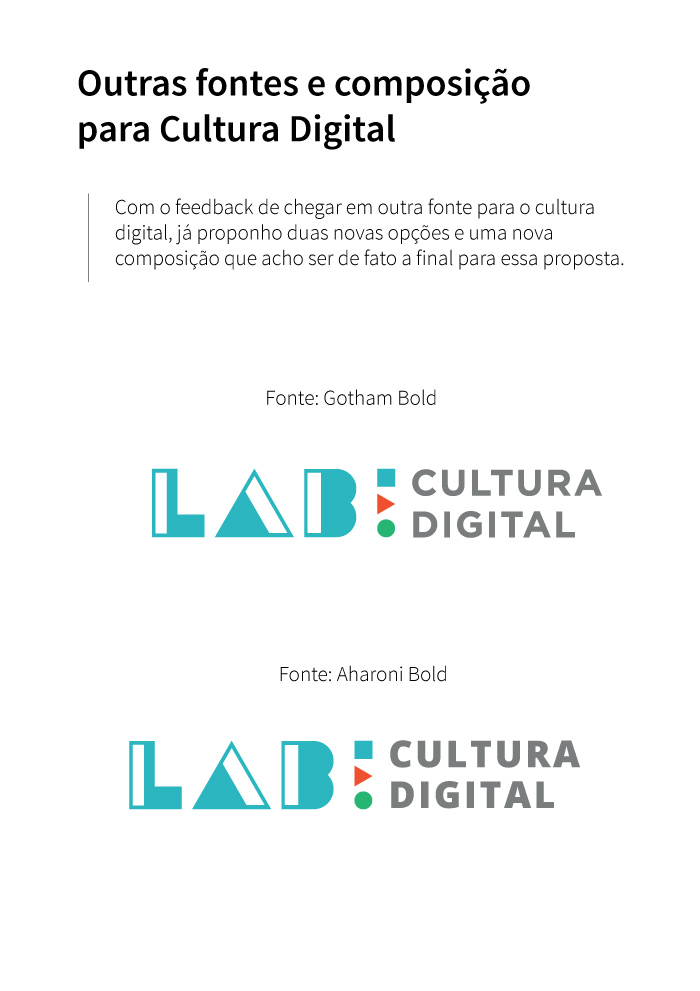 Outras fontes e composição
para Cultura Digital
Com o feedback de chegar em outra fonte para o cultura
digital, já proponho duas novas opções e uma nova
composição que acho ser de fato a final para essa proposta.
Fonte: Gotham Bold
LAB CULTURA
DIGITAL
Fonte: Aharoni Bold
LAB CULTURA
DIGITAL